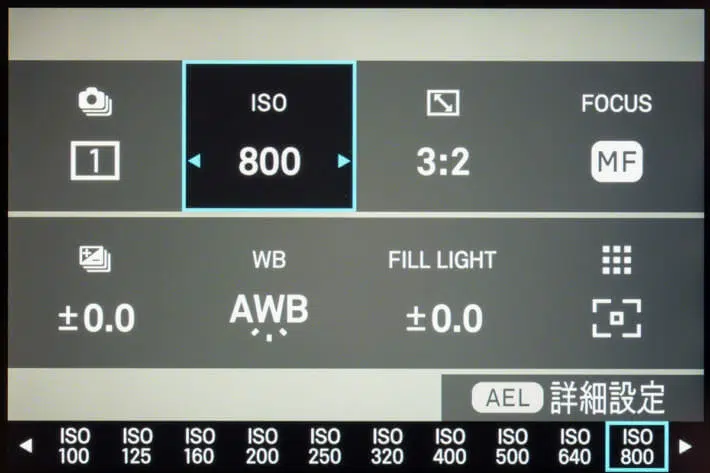 ISO
FOCUS
1
800
3:2
MF
WB
FILL LIGHT
±0.0
AWB
±0.0
AEL 詳細設定
ISO 100 ISO 125 ISO 160 ISO 200 ISO 250 ISO 320 ISO 400 ISO 500 ISO 640 ISO 800